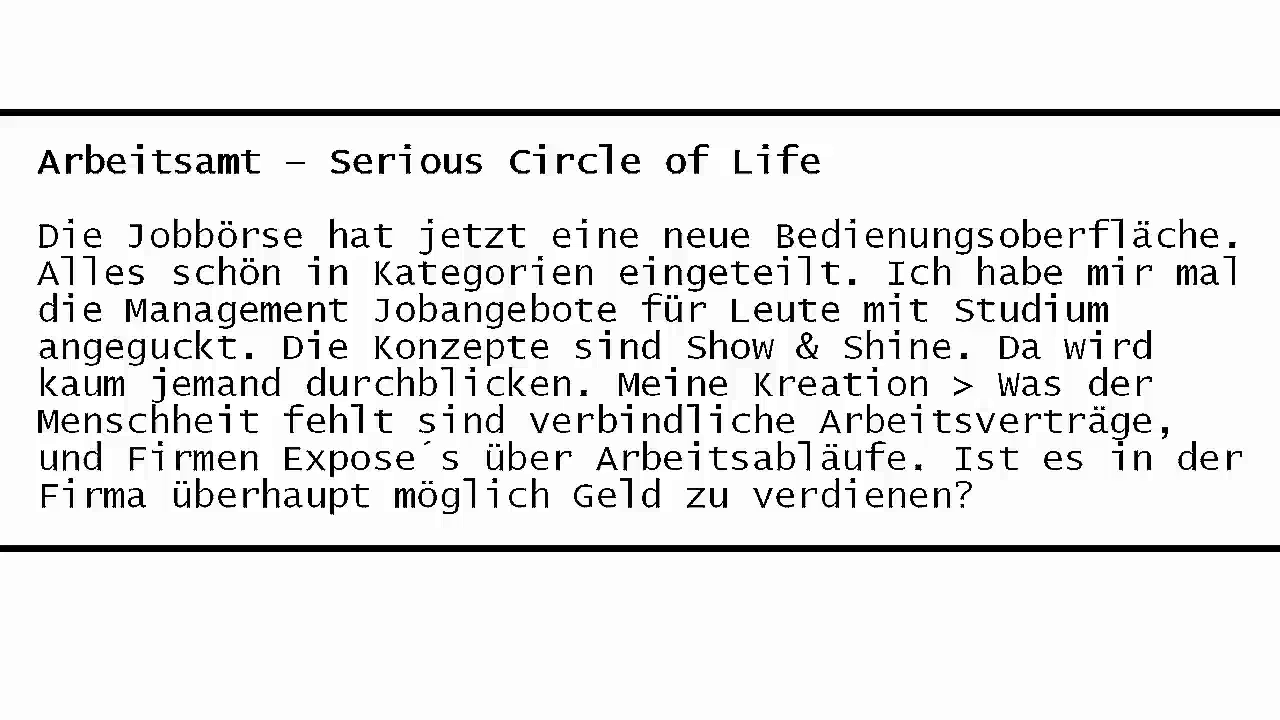 Arbeitsamt – Serious Circle of Life
Die Jobbörse hat jetzt eine neue Bedienungsoberfläche.
Alles schön in Kategorien eingeteilt. Ich habe mir mal
die Management Jobangebote für Leute mit Studium
angeguckt. Die Konzepte sind Show & Shine. Da wird
kaum jemand durchblicken. Meine Kreation > Was der
Menschheit fehlt sind verbindliche Arbeitsverträge,
und Firmen Expose´s über Arbeitsabläufe. Ist es in der
Firma überhaupt möglich Geld zu verdienen?